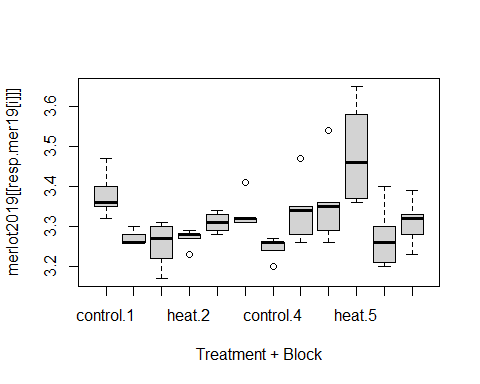 merlot2019[[resp.mer19[i]]]
3.6
3.5
3.4
3.3
3.2
control.1 heat.2 control.4 heat.5
Treatment + Block